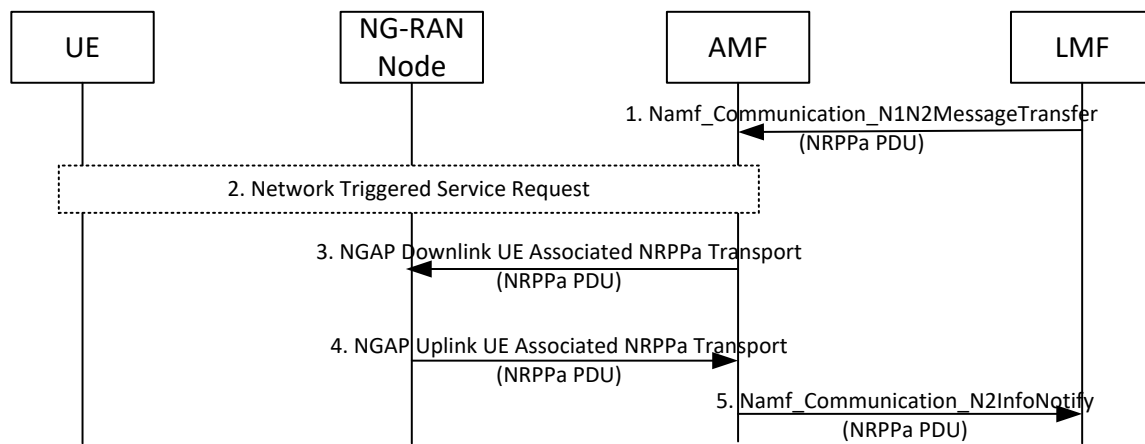 UE
NG-RAN
Node
AMF
LMF
1. Namf_Communication_N1N2MessageTransfer
(NRPPa PDU)
2. Network Triggered Service Request
3. NGAP Downlink UE Associated NRPPa Transport
(NRPPa PDU)
4. NGAP Uplink UE Associated NRPPa Transport
(NRPPa PDU)
5. Namf_Communication_N2InfoNotify
(NRPPa PDU)